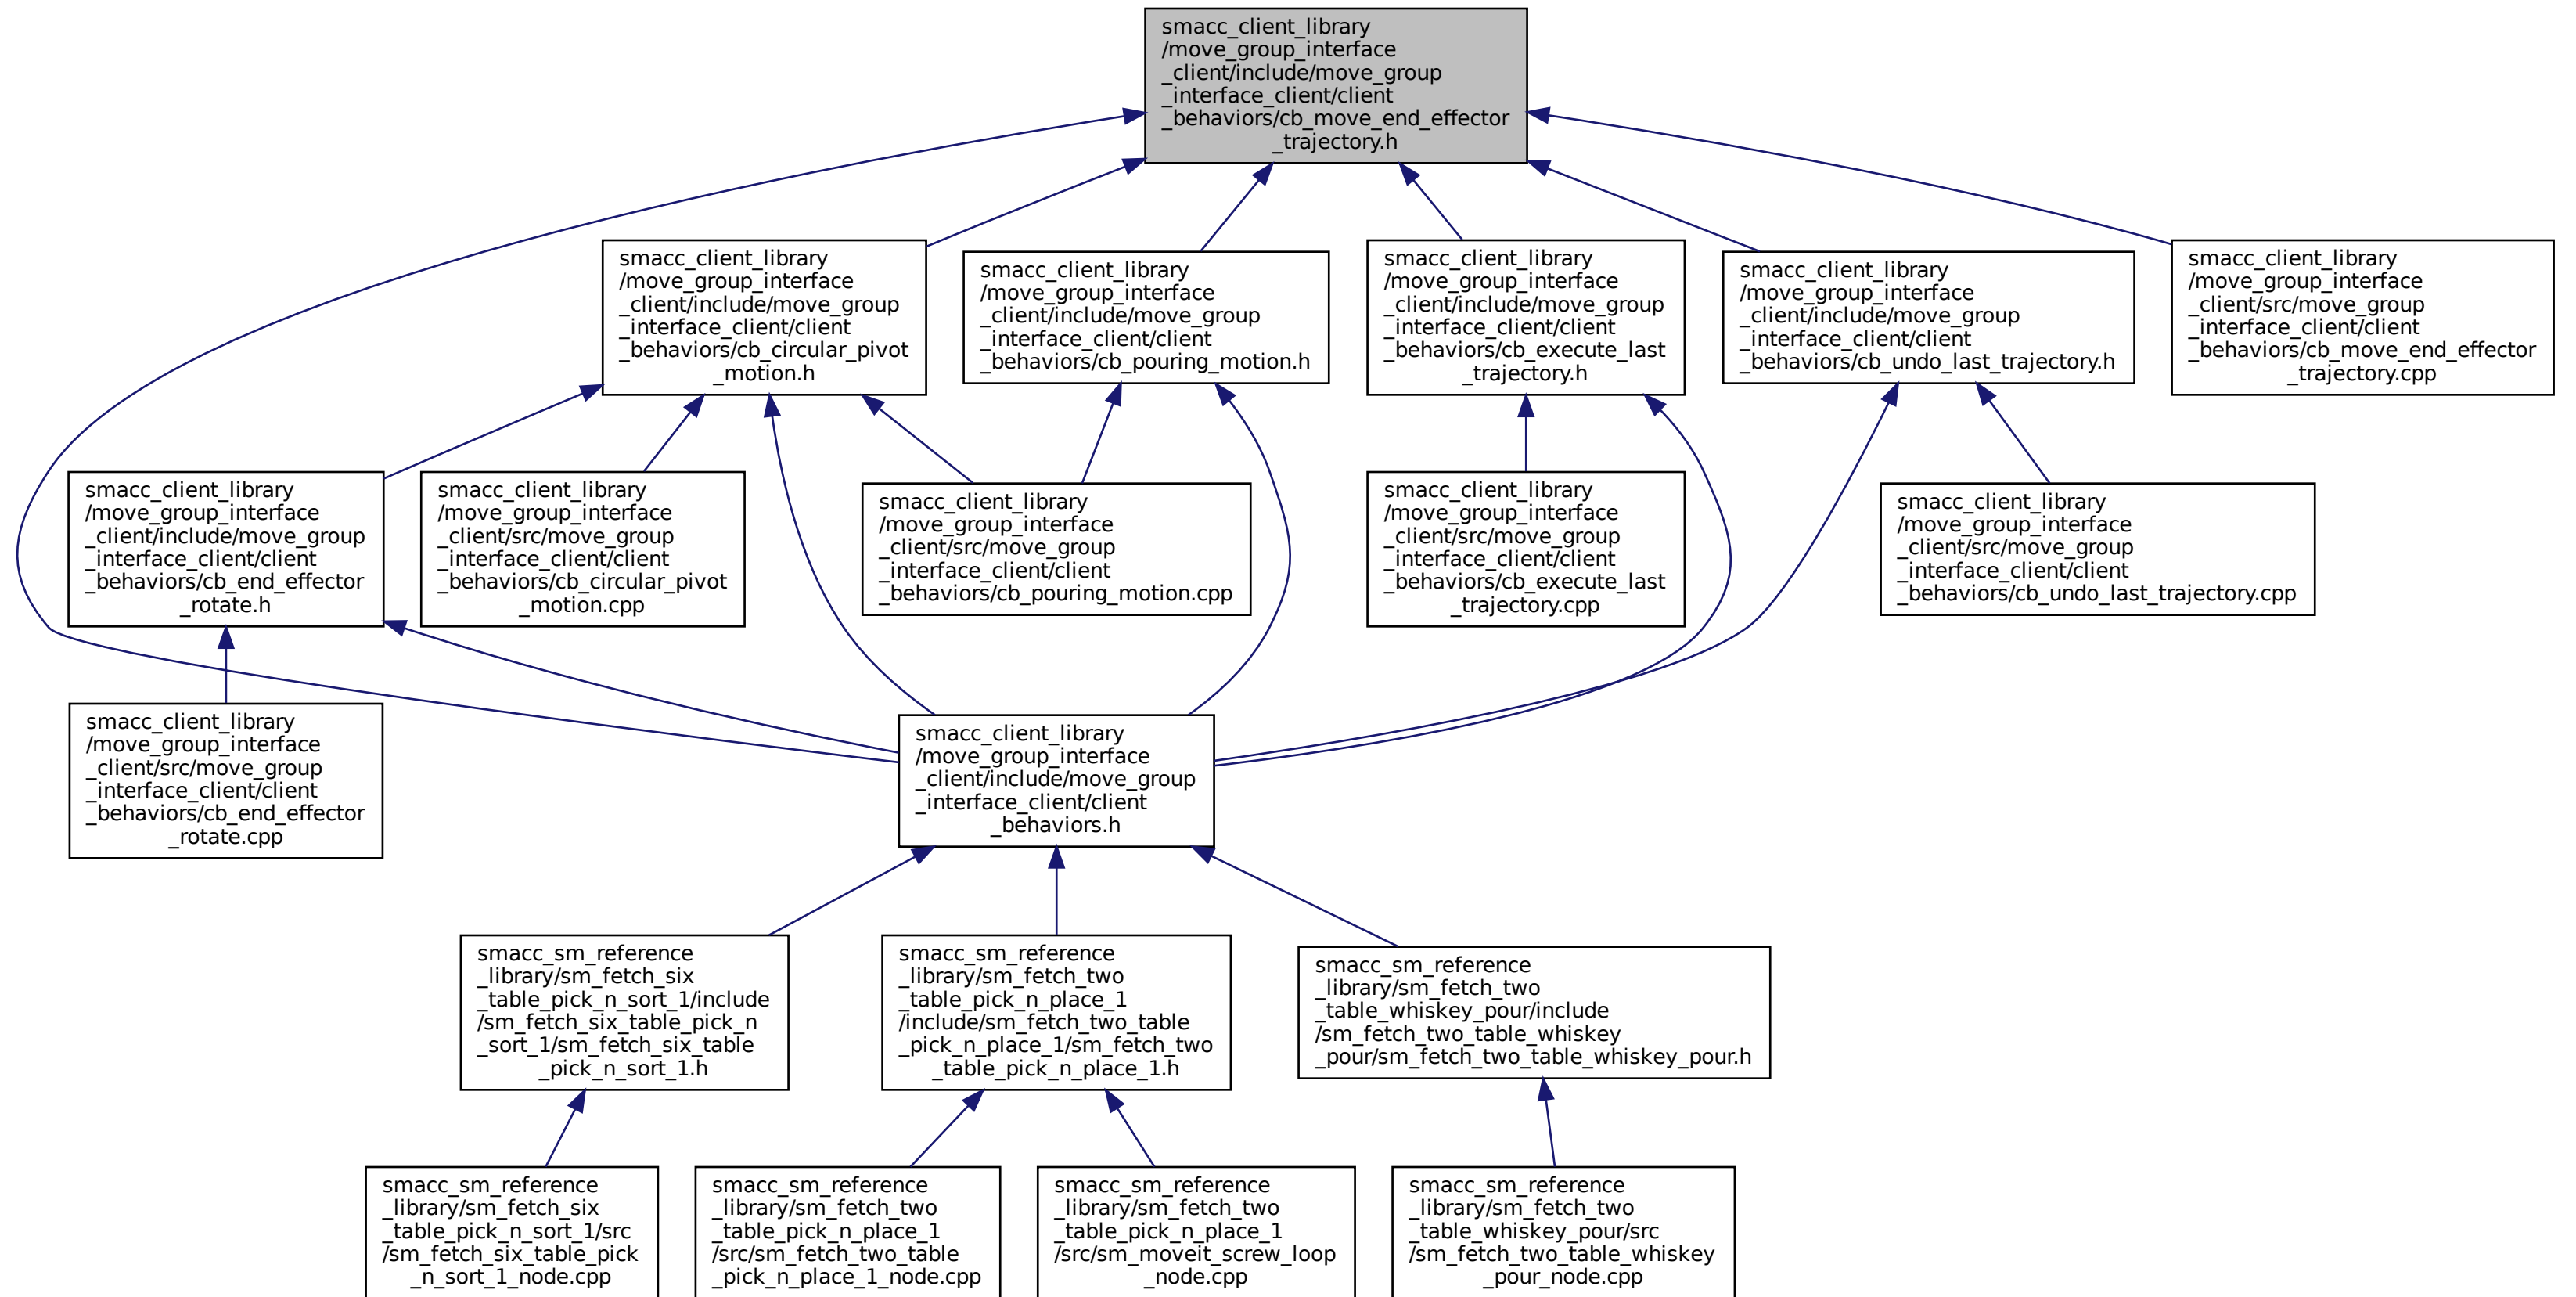 smacc_client_library
/move_group_interface
_client/include/move_group
_interface_client/client
_behaviors/cb_move_end_effector
_trajectory.h
smacc_client_library
/move_group_interface
_client/include/move_group
_interface_client/client
_behaviors/cb_circular_pivot
_motion.h
smacc_client_library
/move_group_interface
_client/include/move_group
_interface_client/client
_behaviors/cb_pouring_motion.h
smacc_client_library
/move_group_interface
_client/include/move_group
_interface_client/client
_behaviors/cb_execute_last
_trajectory.h
smacc_client_library
/move_group_interface
_client/include/move_group
_interface_client/client
_behaviors/cb_undo_last_trajectory.h
smacc_client_library
/move_group_interface
_client/src/move_group
_interface_client/client
_behaviors/cb_move_end_effector
_trajectory.cpp
smacc_client_library
/move_group_interface
_client/include/move_group
_interface_client/client
_behaviors/cb_end_effector
_rotate.h
smacc_client_library
/move_group_interface
_client/src/move_group
_interface_client/client
_behaviors/cb_circular_pivot
_motion.cpp
smacc_client_library
/move_group_interface
_client/src/move_group
_interface_client/client
_behaviors/cb_pouring_motion.cpp
smacc_client_library
/move_group_interface
_client/src/move_group
_interface_client/client
_behaviors/cb_execute_last
_trajectory.cpp
smacc_client_library
/move_group_interface
_client/src/move_group
_interface_client/client
_behaviors/cb_undo_last_trajectory.cpp
smacc_client_library
/move_group_interface
_client/src/move_group
_interface_client/client
_behaviors/cb_end_effector
_rotate.cpp
smacc_client_library
/move_group_interface
_client/include/move_group
_interface_client/client
_behaviors.h
smacc_sm_reference
_library/sm_fetch_six
_table_pick_n_sort_1/include
/sm_fetch_six_table_pick_n
_sort_1/sm_fetch_six_table
_pick_n_sort_1.h
smacc_sm_reference
_library/sm_fetch_two
_table_pick_n_place_1
/include/sm_fetch_two_table
_pick_n_place_1/sm_fetch_two
_table_pick_n_place_1.h
smacc_sm_reference
_library/sm_fetch_two
_table_whiskey_pour/include
/sm_fetch_two_table_whiskey
_pour/sm_fetch_two_table_whiskey_pour.h
smacc_sm_reference
_library/sm_fetch_six
_table_pick_n_sort_1/src
/sm_fetch_six_table_pick
_n_sort_1_node.cpp
smacc_sm_reference
_library/sm_fetch_two
_table_pick_n_place_1
/src/sm_fetch_two_table
_pick_n_place_1_node.cpp
smacc_sm_reference
_library/sm_fetch_two
_table_pick_n_place_1
/src/sm_moveit_screw_loop
_node.cpp
smacc_sm_reference
_library/sm_fetch_two
_table_whiskey_pour/src
/sm_fetch_two_table_whiskey
_pour_node.cpp